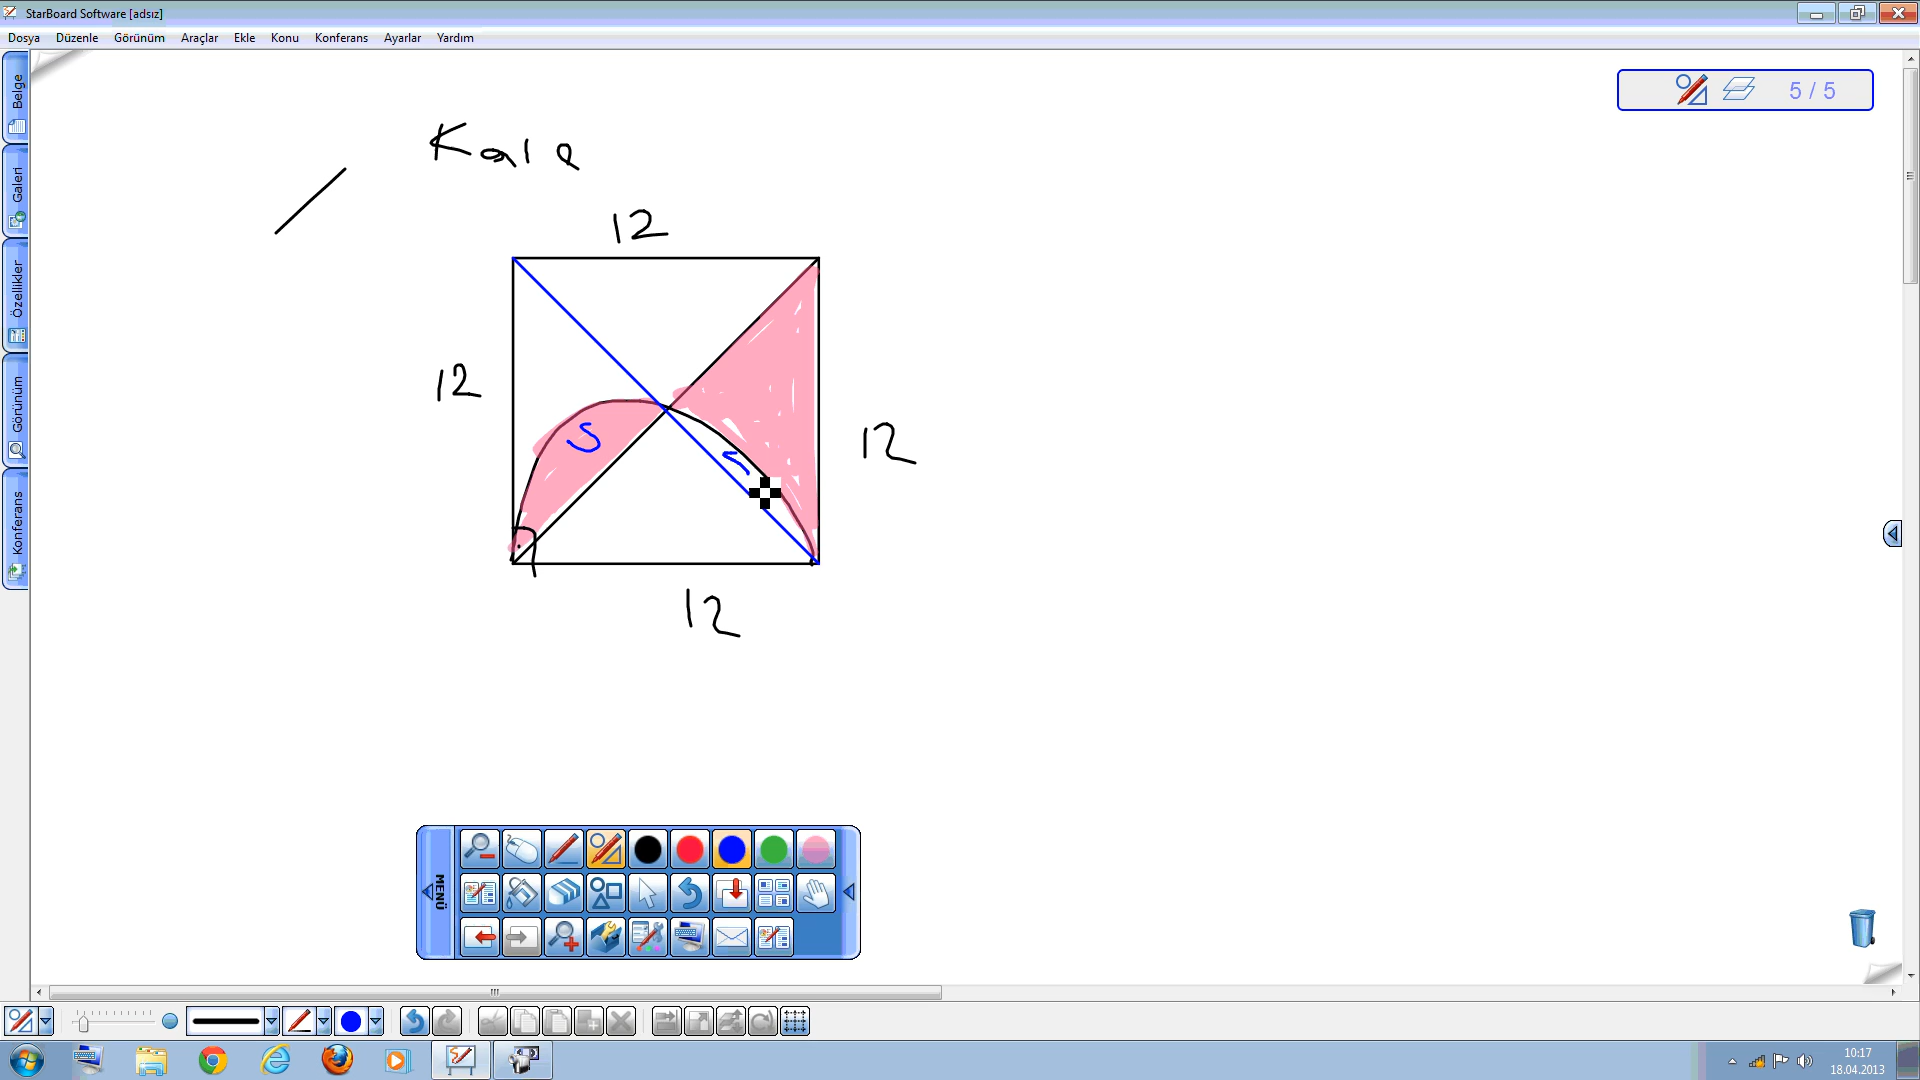 StarBoard Software [adsız]
Dosya Düzenle Görünüm Araçlar Ekle Konu Konferans Ayarlar Yardım
Belge
Galeri
Özellikler
Görünüm
Konferans
5 / 5
Kare
12
12
12
12
S
S
MENÜ
10:17
18.04.2013